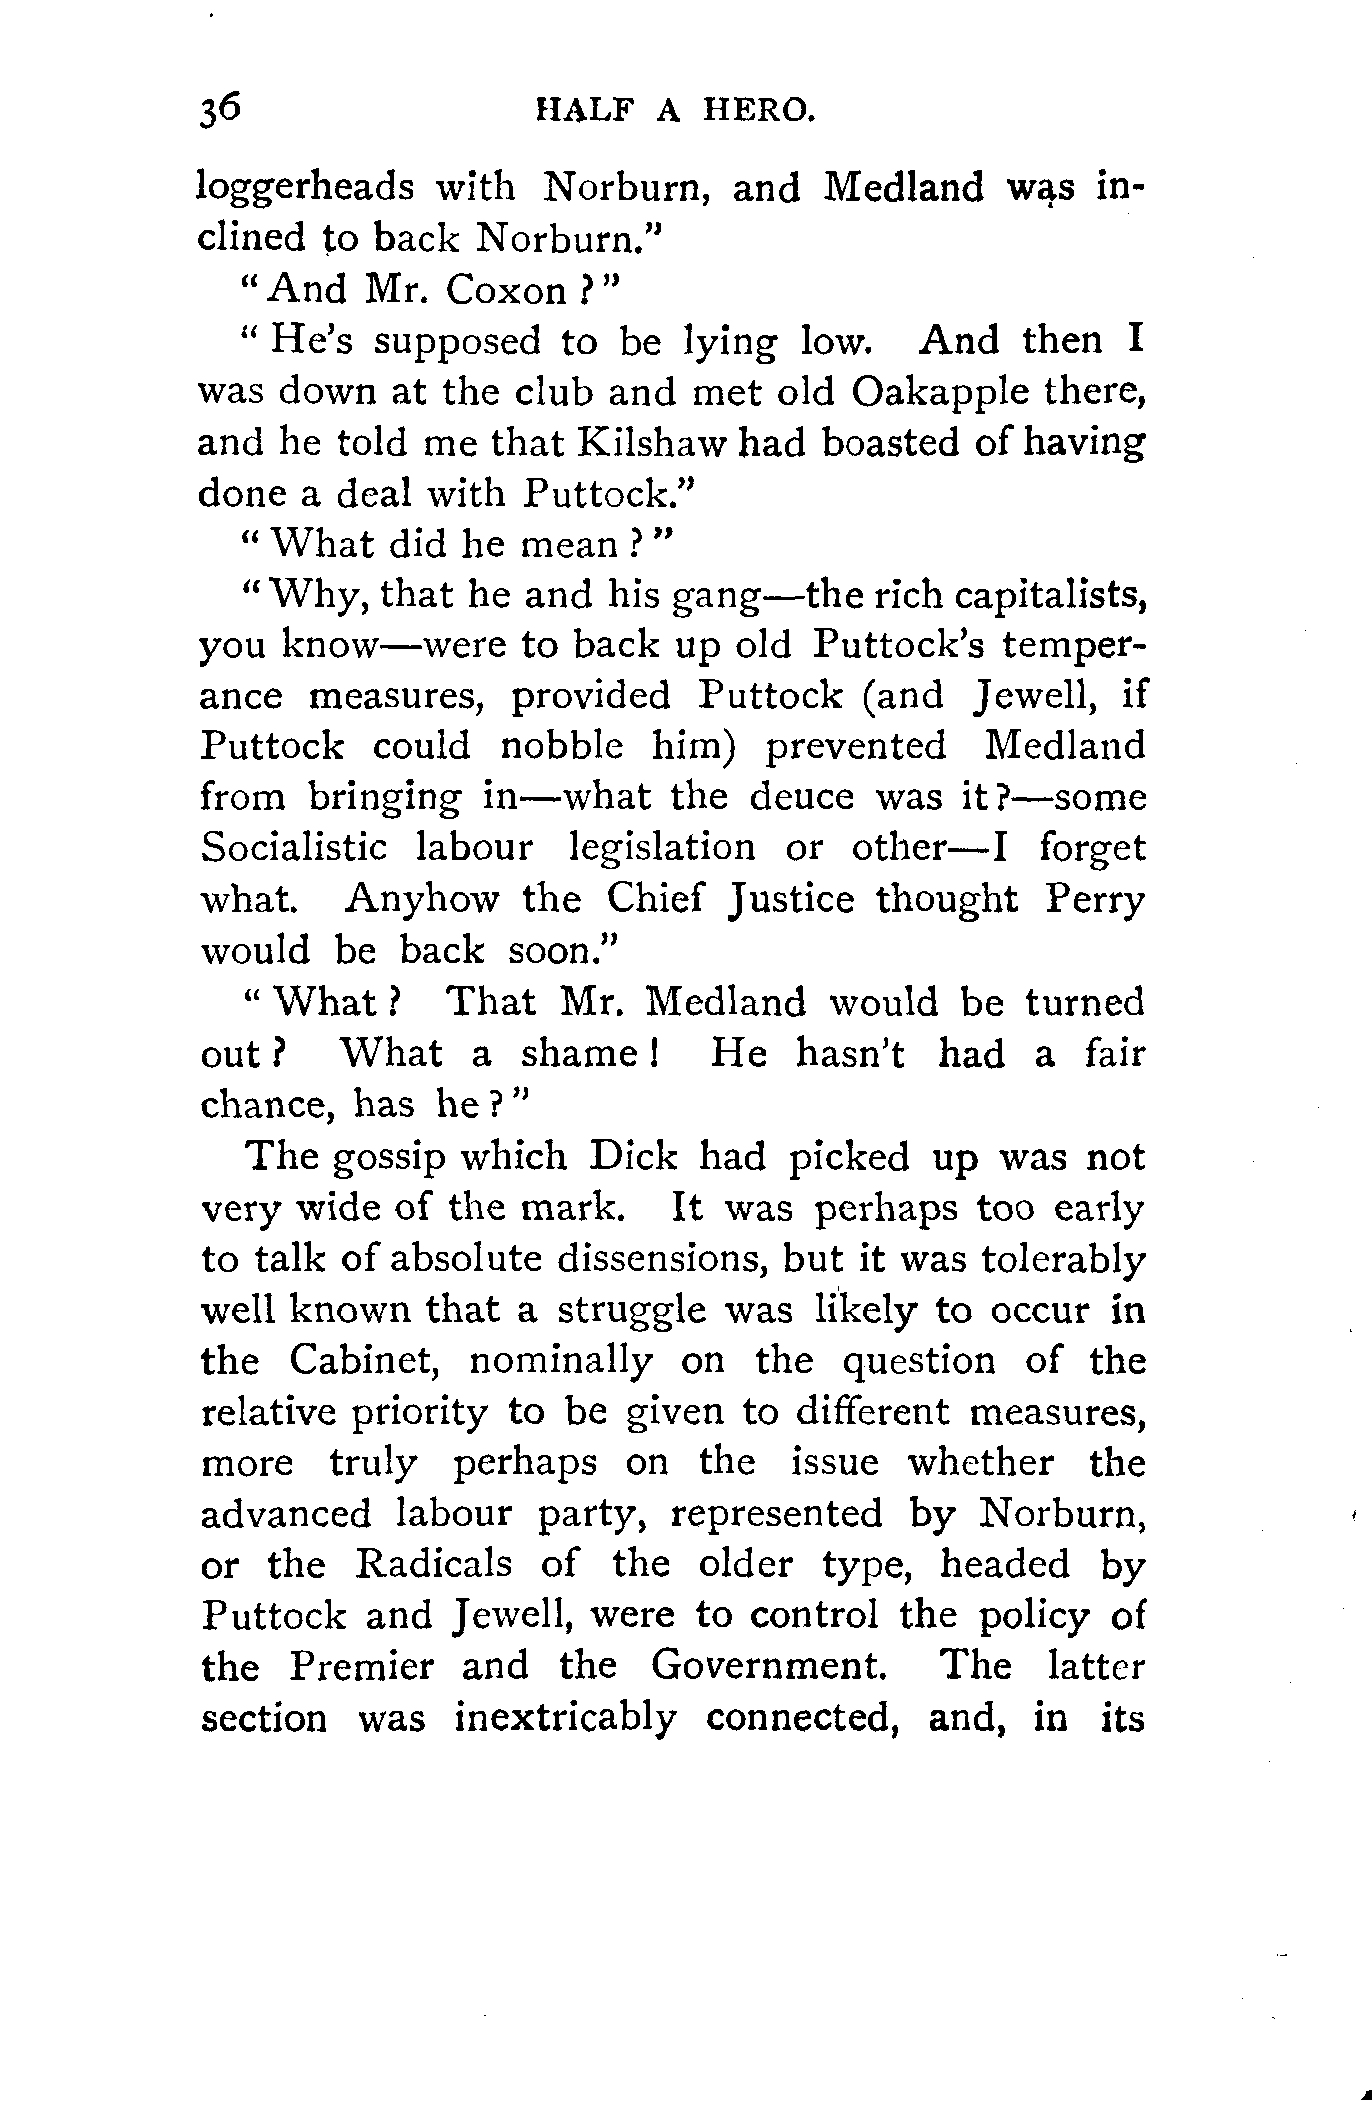 36 HALF A HERO.
loggerheads with Norburn, and Medland was in-
clined to back Norburn."
"And Mr. Coxon?"
"He's supposed to be lying low. And then I
was down at the club and met old Oakapple there,
and he told me that Kilshaw had boasted of having
done a deal with Puttock."
"What did he mean?"
"Why, that he and his gang—the rich capitalists,
you know—were to back up old Puttock's temper-
ance measures, provided Puttock (and Jewell, if
Puttock could nobble him) prevented Medland
from bringing in—what the deuce was it?—some
Socialistic labour legislation or other—I forget
what. Anyhow the Chief Justice thought Perry
would be back soon."
"What? That Mr. Medland would be turned
out? What a shame! He hasn't had a fair
chance, has he?"
The gossip which Dick had picked up was not
very wide of the mark. It was perhaps too early
to talk of absolute dissensions, but it was tolerably
well known that a struggle was likely to occur in
the Cabinet, nominally on the question of the
relative priority to be given to different measures,
more truly perhaps on the issue whether the
advanced labour party, represented by Norburn,
or the Radicals of the older type, headed by
Puttock and Jewell, were to control the policy of
the Premier and the Government. The latter
section was inextricably connected, and, in its